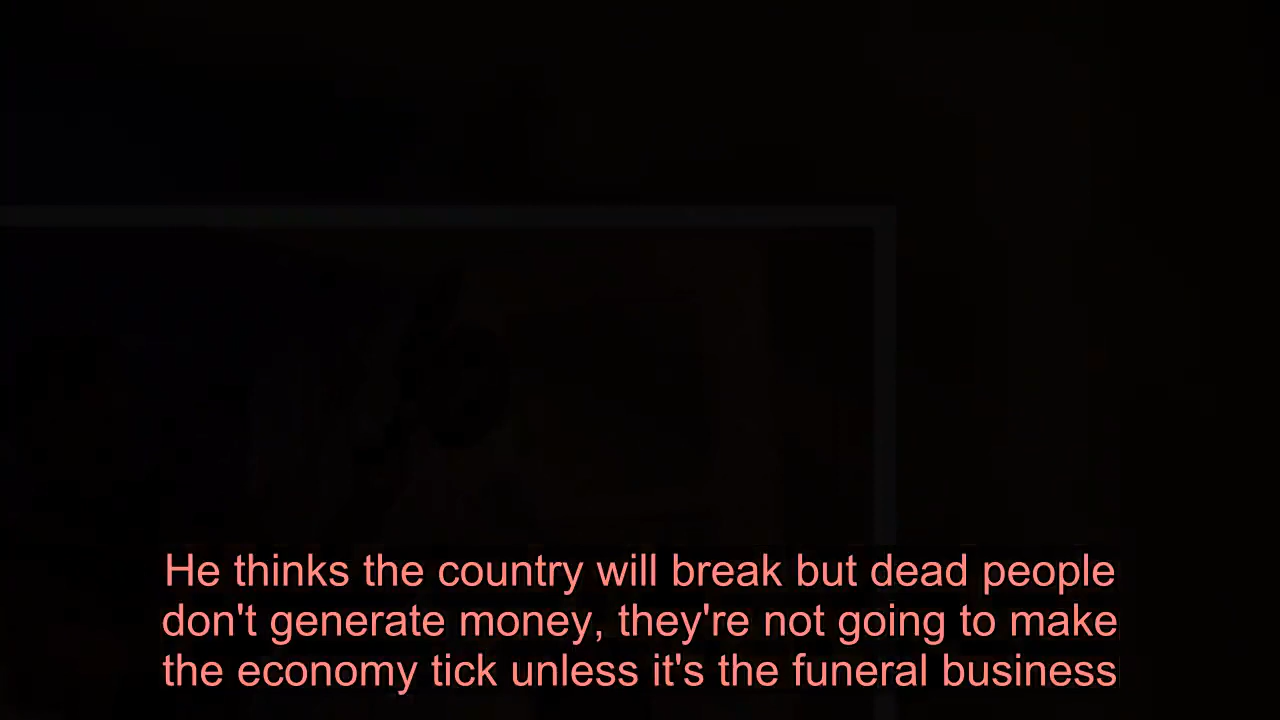 He thinks the country will break but dead people
don't generate money, they're not going to make
the economy tick unless it's the funeral business